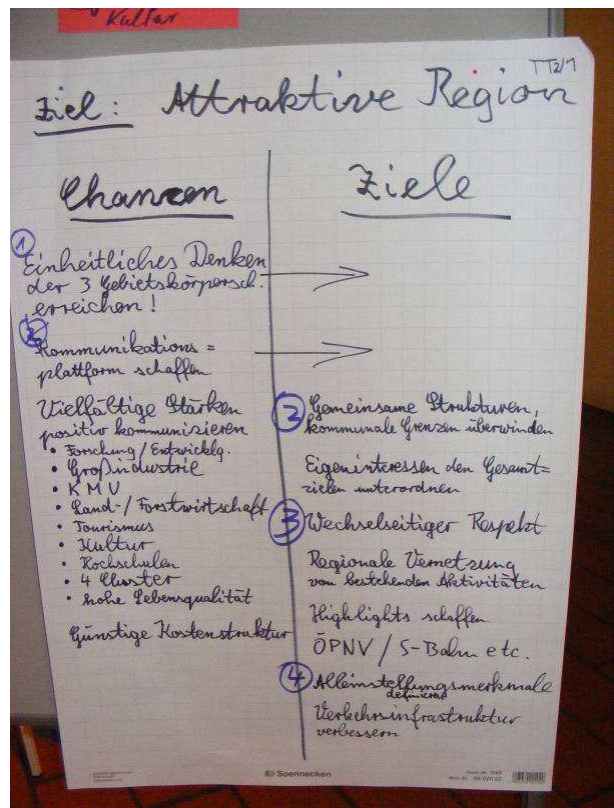 Kultur
TT2/1
Ziel: Attraktive Region
Chancen
1
Einheitliches Denken
der 3 Gebietskörpersch.
erreichen!
Kommunikations=
plattform schaffen
Vielfältige Stärken
positiv kommunizieren
• Forschung/Entwicklg.
• Großindustrie
• KMU
• Land-/Forstwirtschaft
• Tourismus
• Kultur
• Hochschulen
• 4 Cluster
• hohe Lebensqualität
Günstige Kostenstruktur
Ziele
2 Gemeinsame Strukturen,
kommunale Grenzen überwinden
Eigeninteressen den Gesamt=
zielen unterordnen
3 Wechselseitiger Respekt
Regionale Vernetzung
von bestehenden Aktivitäten
Highlights schaffen
ÖPNV / S-Bahn etc.
4 Alleinstellungsmerkmale
definieren
Verkehrsinfrastruktur
verbessern
Soennecken